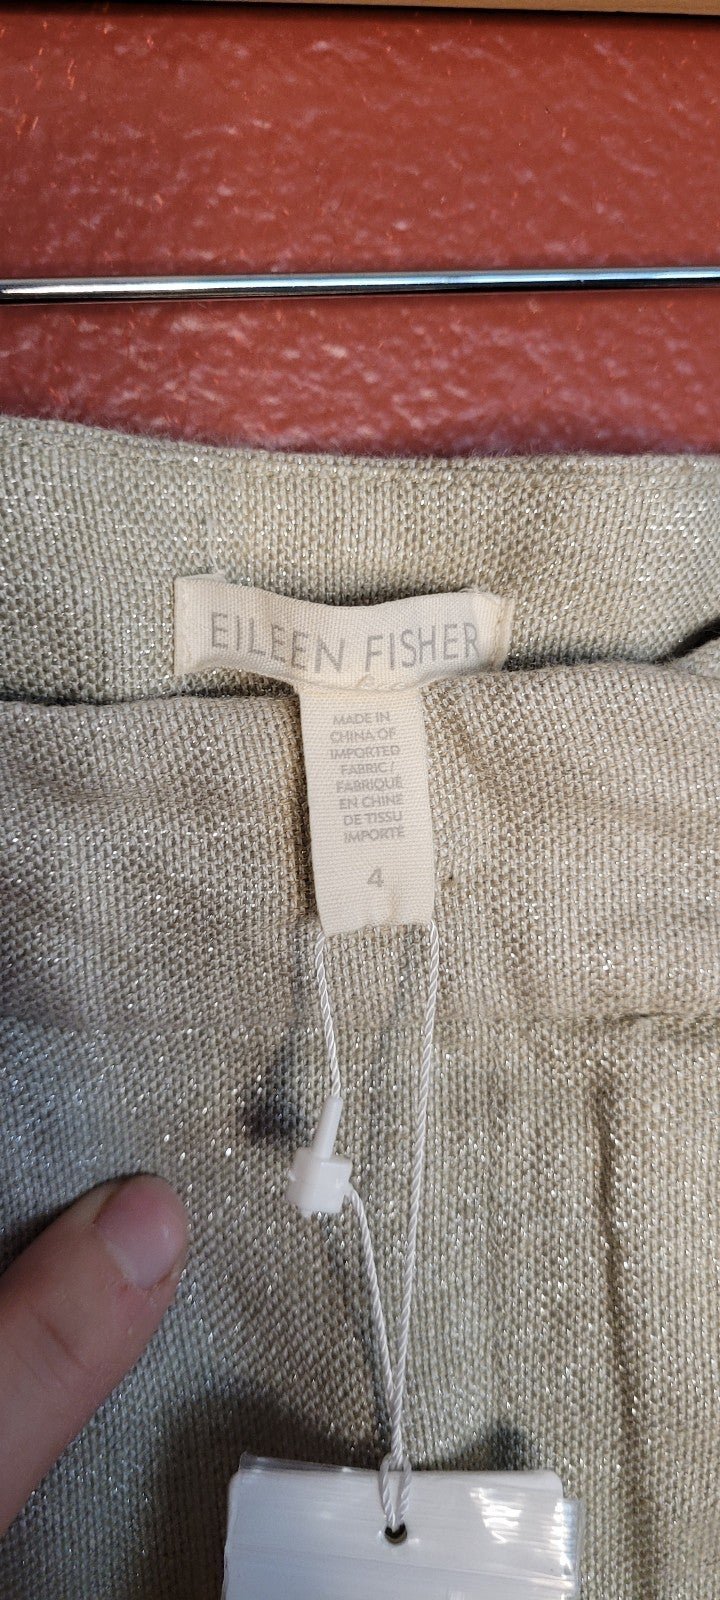 EILEEN FISHER
MADE IN
CHINA OF
IMPORTED
FABRIC /
FABRIQUÉ
EN CHINE
DE TISSU
IMPORTÉ
4